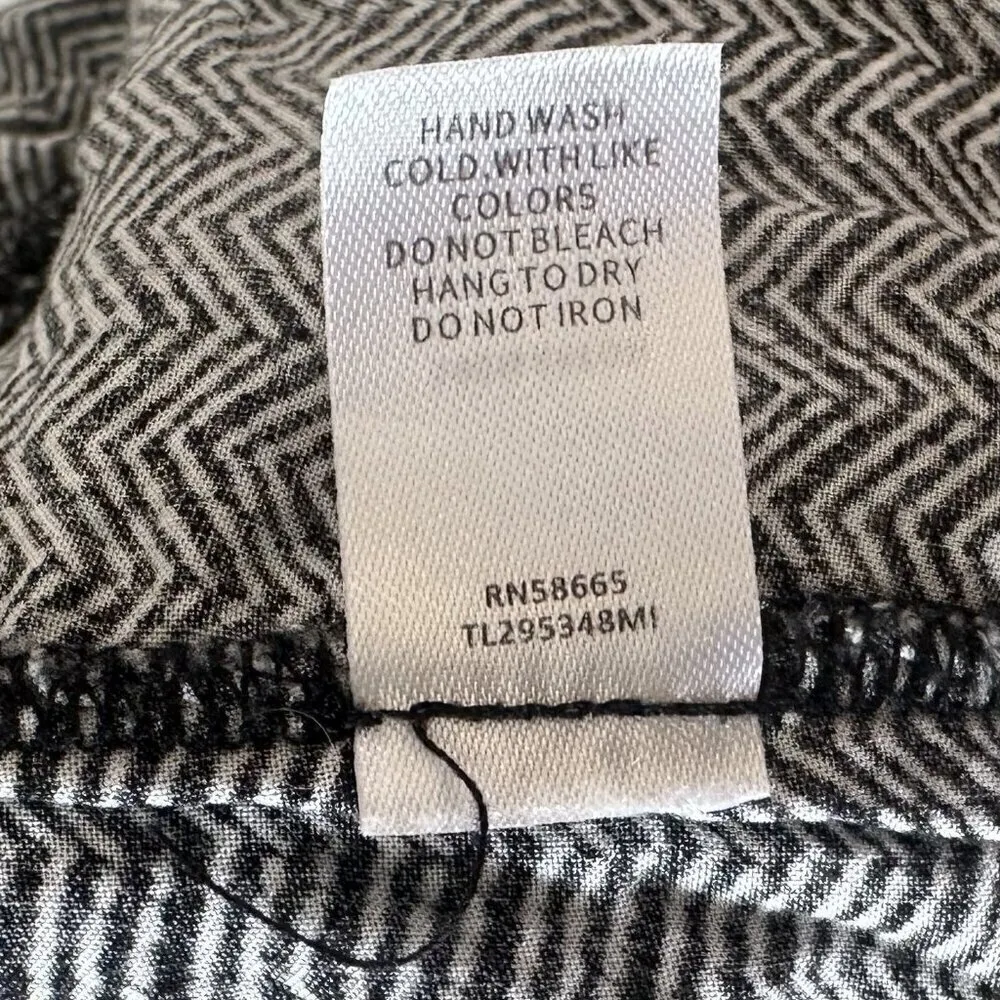 HAND WASH
COLD.WITH LIKE
COLORS
DO NOT BLEACH
HANG TO DRY
DO NOT IRON
RN58665
TL295348MI